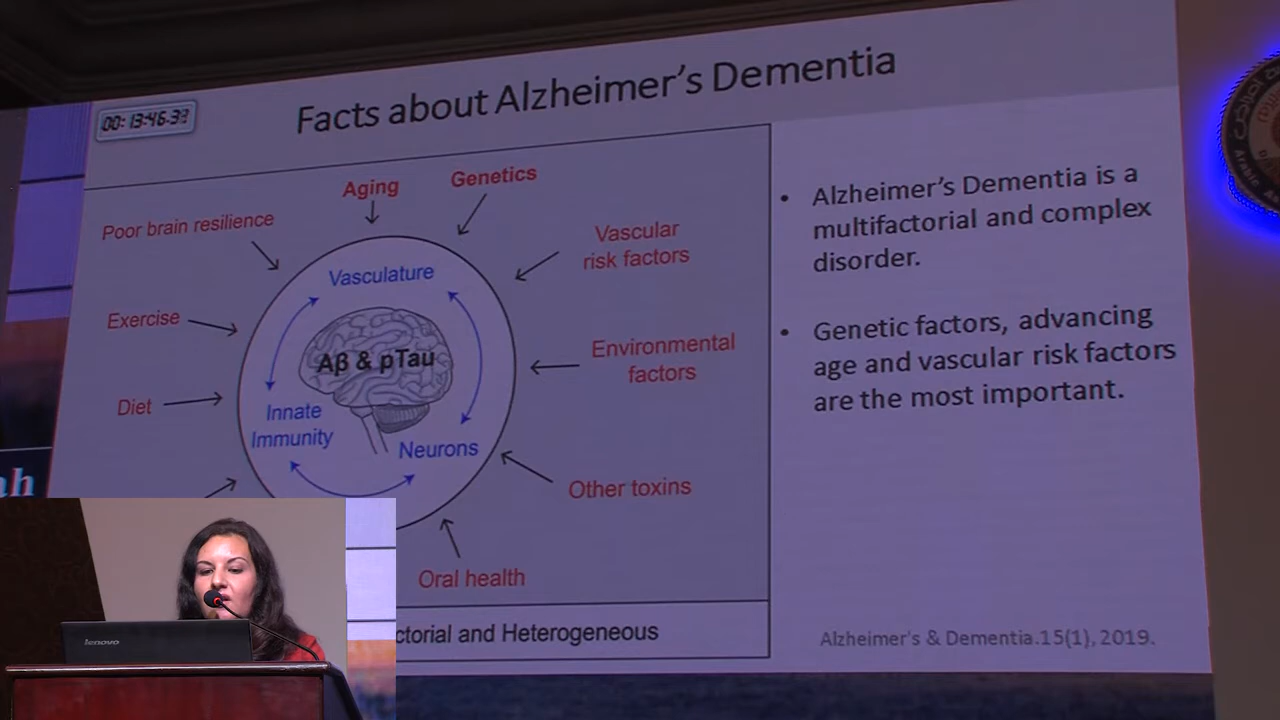 Facts about Alzheimer's Dementia
00: 13:46.3?
Aging
Genetics
Poor brain resilience
Vascular
risk factors
Vasculature
Exercise
Environmental
factors
Aβ & pTau
Diet
Innate
Immunity
Neurons
Other toxins
Oral health
ctorial and Heterogeneous
• Alzheimer's Dementia is a
multifactorial and complex
disorder.
• Genetic factors, advancing
age and vascular risk factors
are the most important.
Alzheimer's & Dementia.15(1), 2019.
ah
lenovo